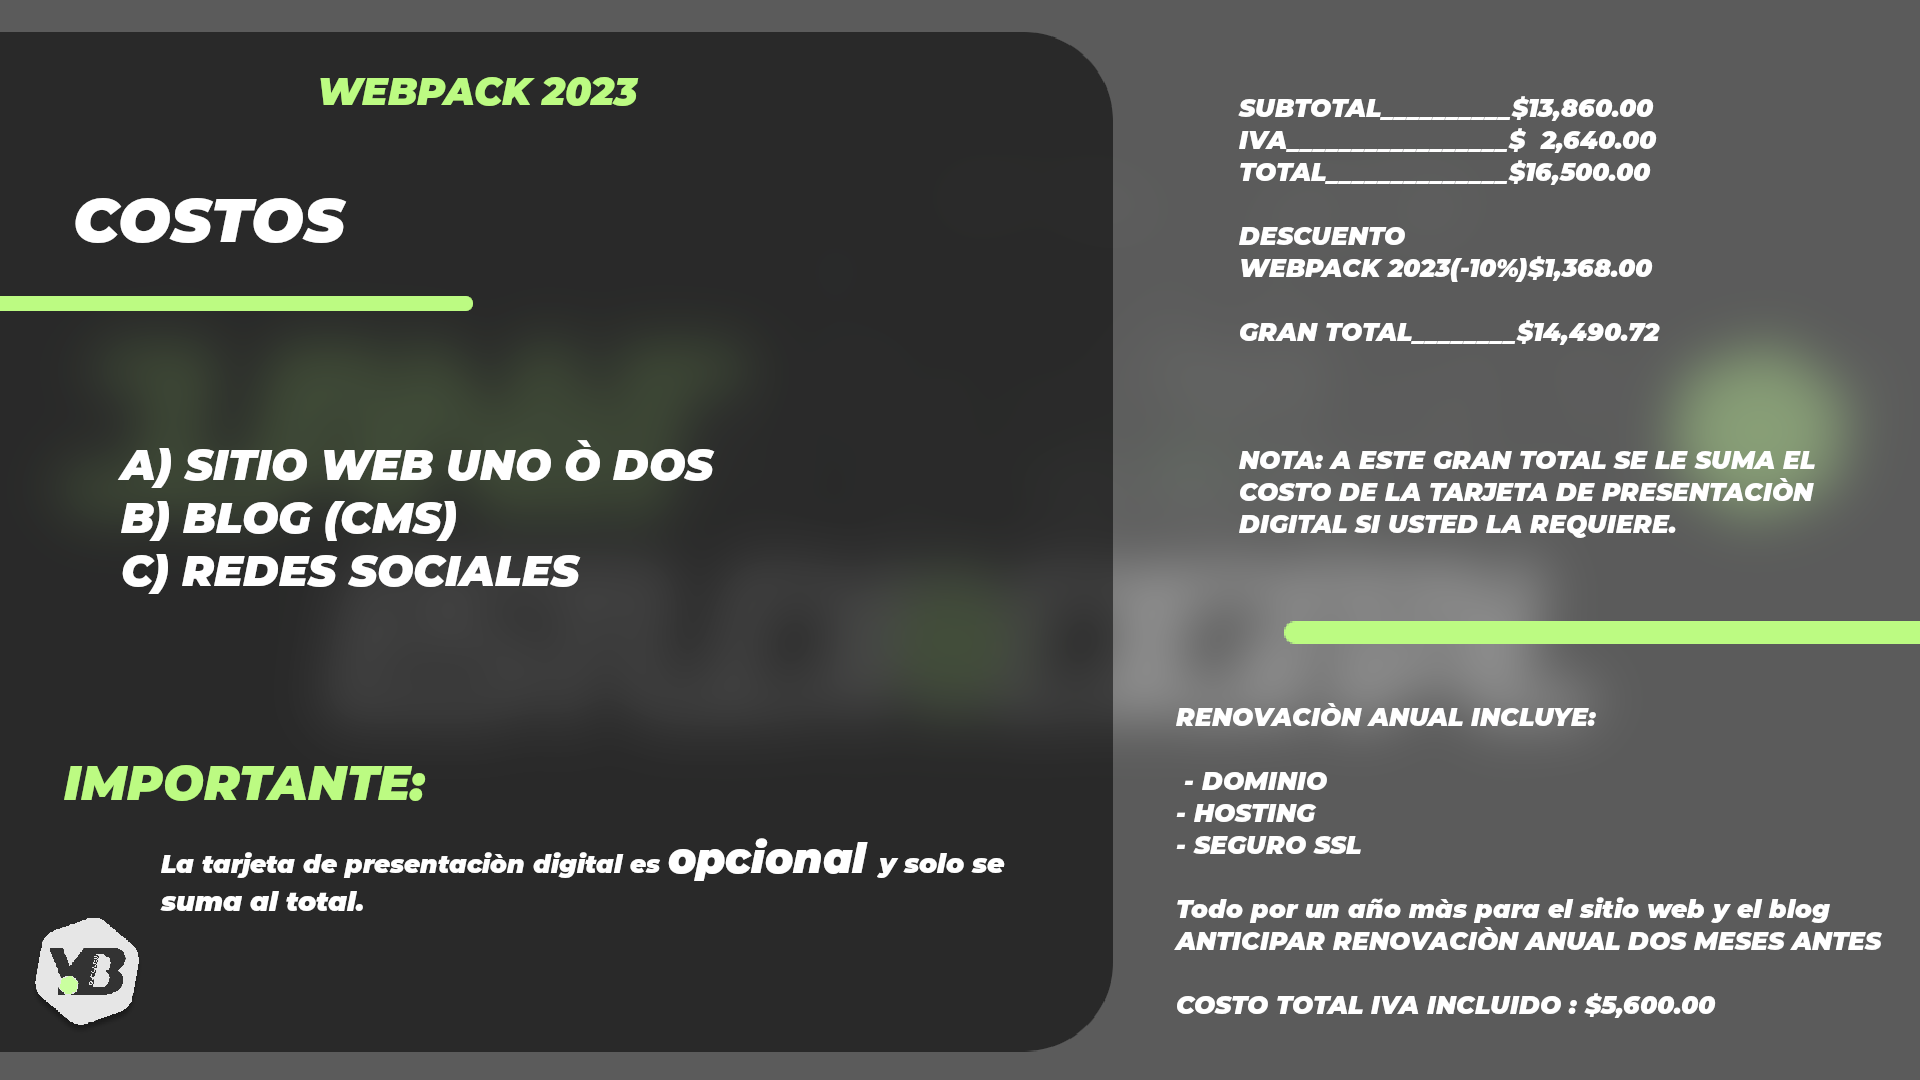 WEBPACK 2023
COSTOS
A) SITIO WEB UNO Ò DOS
B) BLOG (CMS)
C) REDES SOCIALES
IMPORTANTE:
La tarjeta de presentaciòn digital es opcional y solo se
suma al total.
YB
SUBTOTAL__________$13,860.00
IVA_________________$ 2,640.00
TOTAL______________$16,500.00
DESCUENTO
WEBPACK 2023(-10%)$1,368.00
GRAN TOTAL________$14,490.72
NOTA: A ESTE GRAN TOTAL SE LE SUMA EL
COSTO DE LA TARJETA DE PRESENTACIÒN
DIGITAL SI USTED LA REQUIERE.
RENOVACIÒN ANUAL INCLUYE:
- DOMINIO
- HOSTING
- SEGURO SSL
Todo por un año màs para el sitio web y el blog
ANTICIPAR RENOVACIÒN ANUAL DOS MESES ANTES
COSTO TOTAL IVA INCLUIDO : $5,600.00